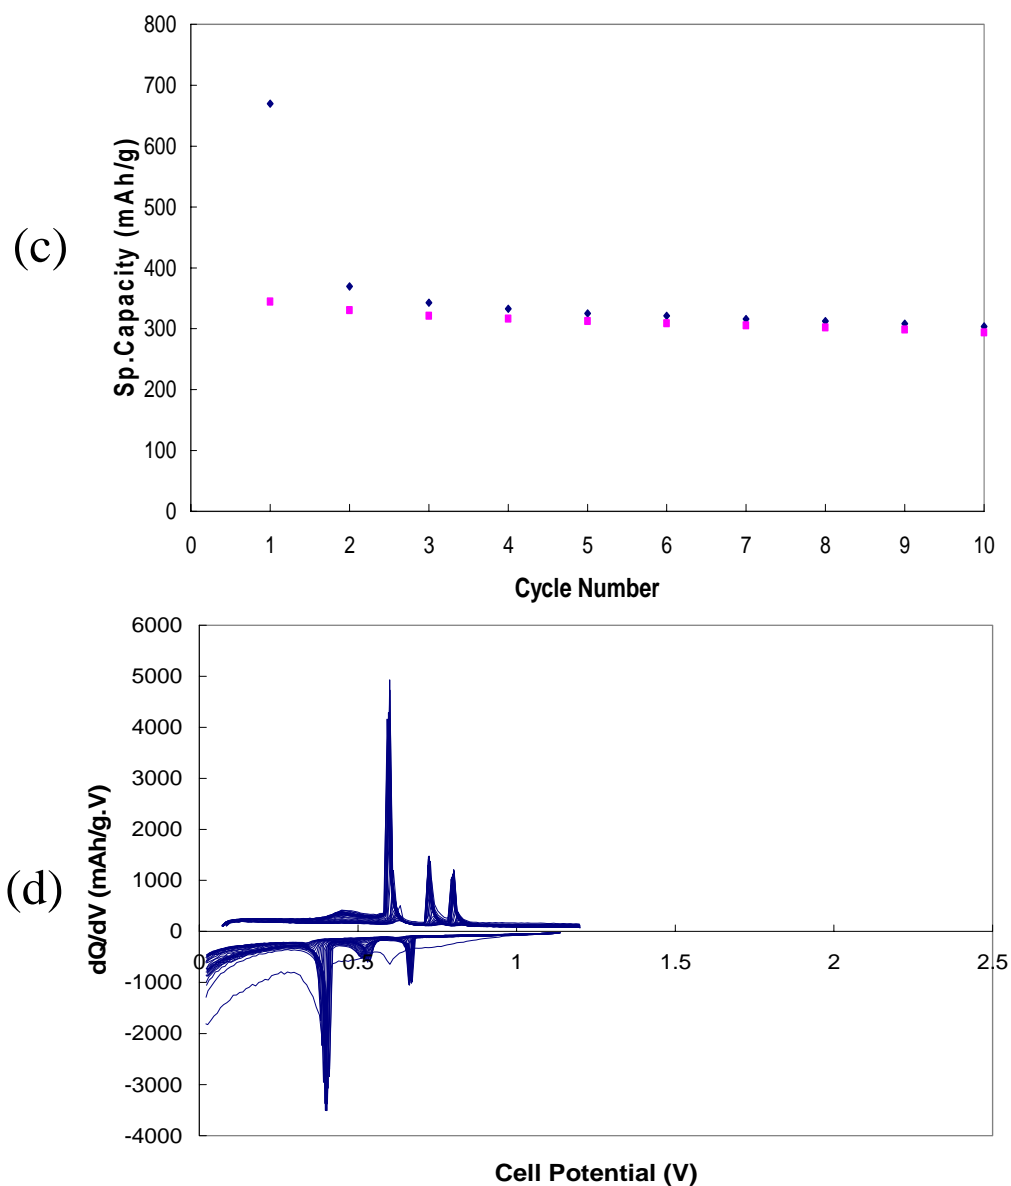 800
700
600
500
400
300
200
100
0
Sp.Capacity (mAh/g)
(c)
0 1 2 3 4 5 6 7 8 9 10
Cycle Number
6000
5000
4000
3000
2000
1000
0
-1000
-2000
-3000
-4000
dQ/dV (mAh/g.V)
(d)
0 0.5 1 1.5 2 2.5
Cell Potential (V)